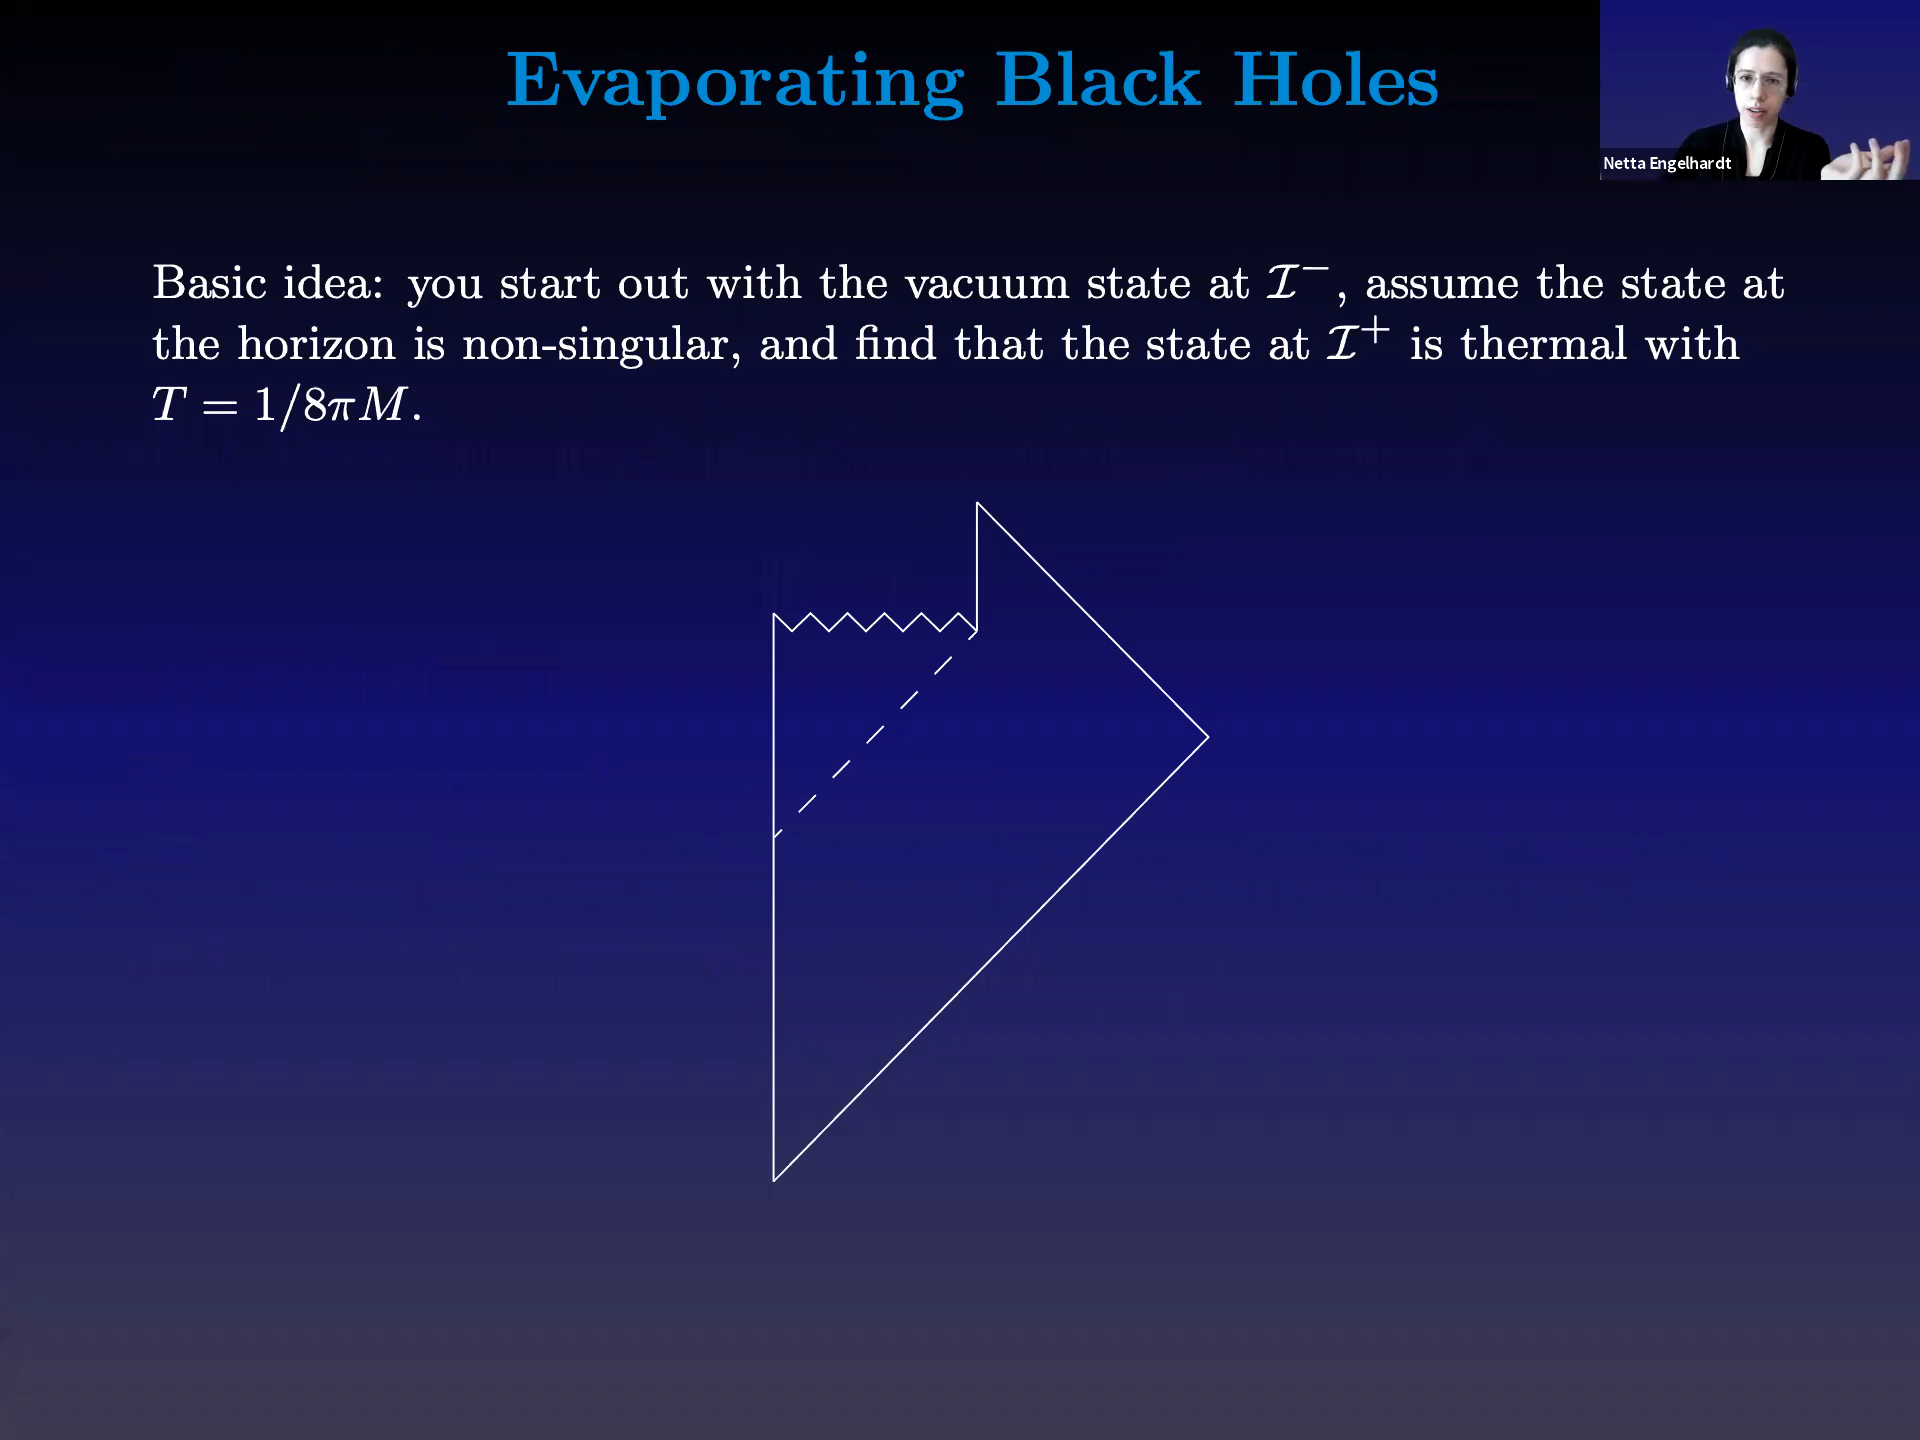 Evaporating Black Holes
Netta Engelhardt
Basic idea: you start out with the vacuum state at ℐ⁻, assume the state at
the horizon is non-singular, and find that the state at ℐ⁺ is thermal with
T = 1/8πM.